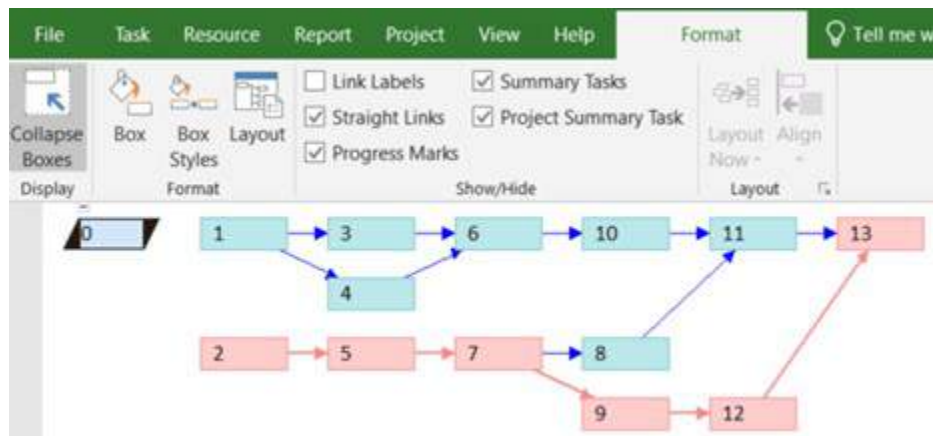 File Task Resource Report Project View Help Format Tell me w
Link Labels Summary Tasks
Straight Links Project Summary Task
Progress Marks
Collapse Boxes
Box
Box Styles
Layout
Layout Now
Align
Display Format Show/Hide Layout
0 1 3 6 10 11 13
4
2 5 7 8
9 12